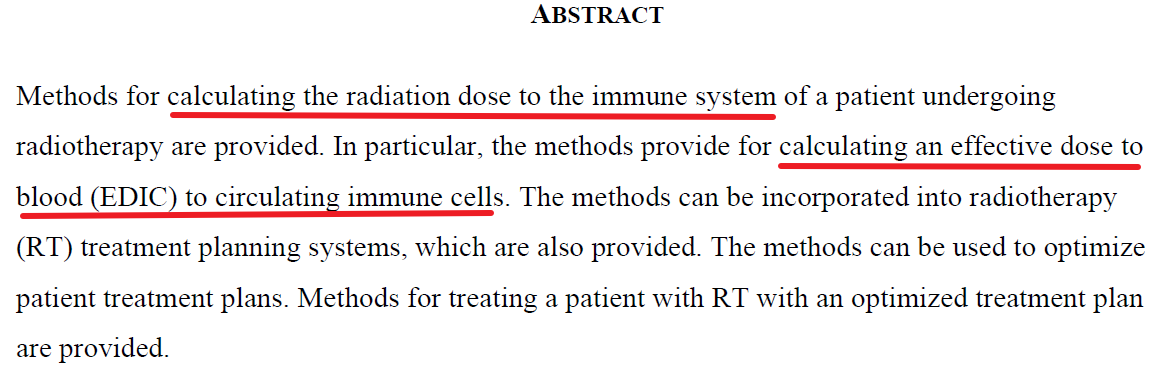 ABSTRACT
Methods for calculating the radiation dose to the immune system of a patient undergoing
radiotherapy are provided. In particular, the methods provide for calculating an effective dose to
blood (EDIC) to circulating immune cells. The methods can be incorporated into radiotherapy
(RT) treatment planning systems, which are also provided. The methods can be used to optimize
patient treatment plans. Methods for treating a patient with RT with an optimized treatment plan
are provided.